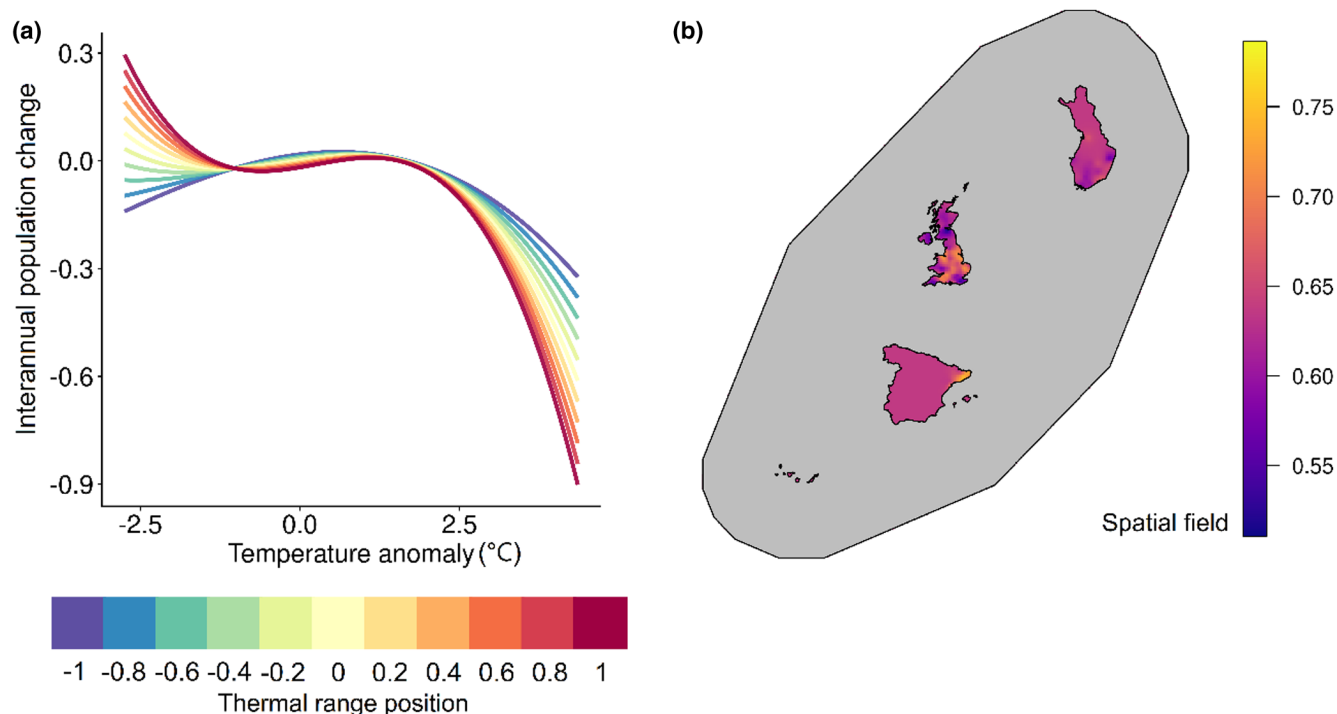 (a)
(b)
0.3
0.0
-0.3
-0.6
-0.9
Interannual population change
-2.5 0.0 2.5
Temperature anomaly (°C)
-1 -0.8 -0.6 -0.4 -0.2 0 0.2 0.4 0.6 0.8 1
Thermal range position
0.75
0.70
0.65
0.60
0.55
Spatial field